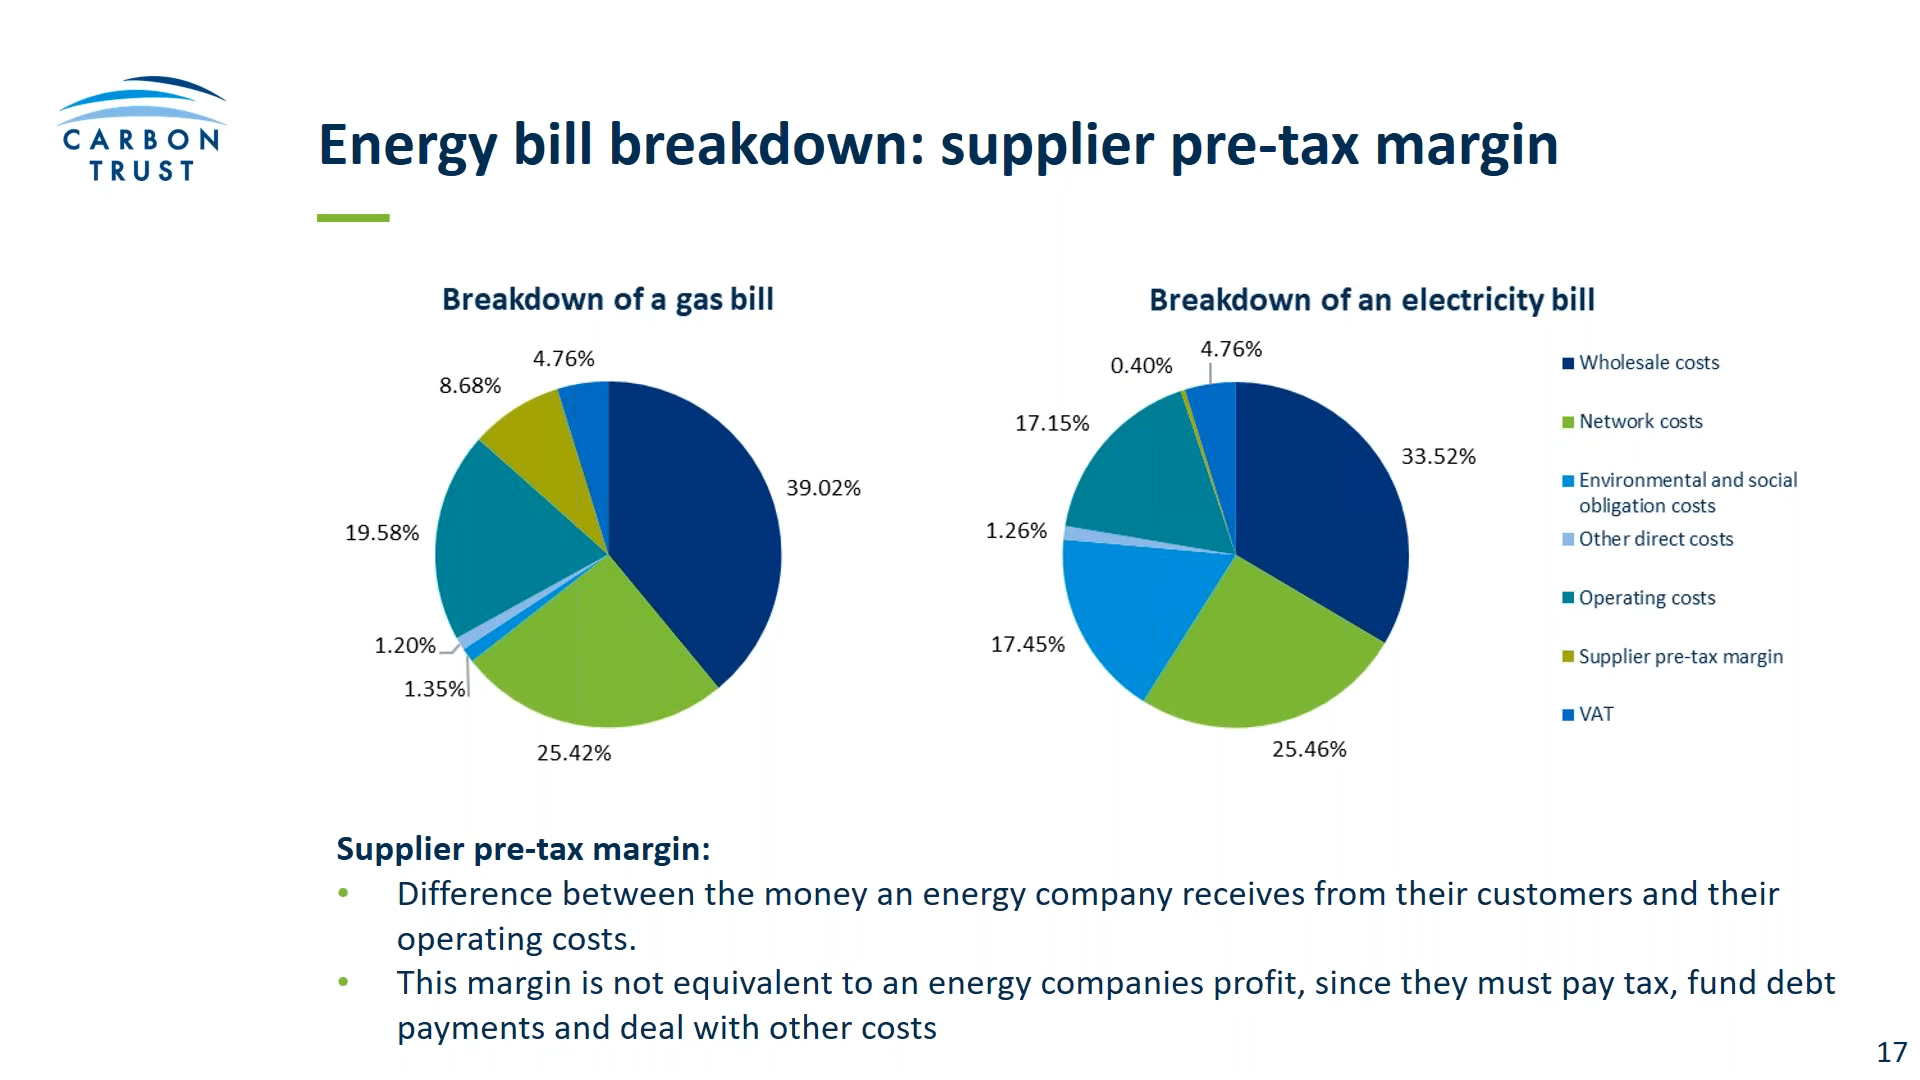 CARBON
TRUST
Energy bill breakdown: supplier pre-tax margin
Breakdown of a gas bill
4.76%
8.68%
39.02%
19.58%
1.20%
1.35%
25.42%
Breakdown of an electricity bill
4.76%
0.40%
17.15%
33.52%
1.26%
17.45%
25.46%
Wholesale costs
Network costs
Environmental and social
obligation costs
Other direct costs
Operating costs
Supplier pre-tax margin
VAT
Supplier pre-tax margin:
• Difference between the money an energy company receives from their customers and their
operating costs.
• This margin is not equivalent to an energy companies profit, since they must pay tax, fund debt
payments and deal with other costs
17